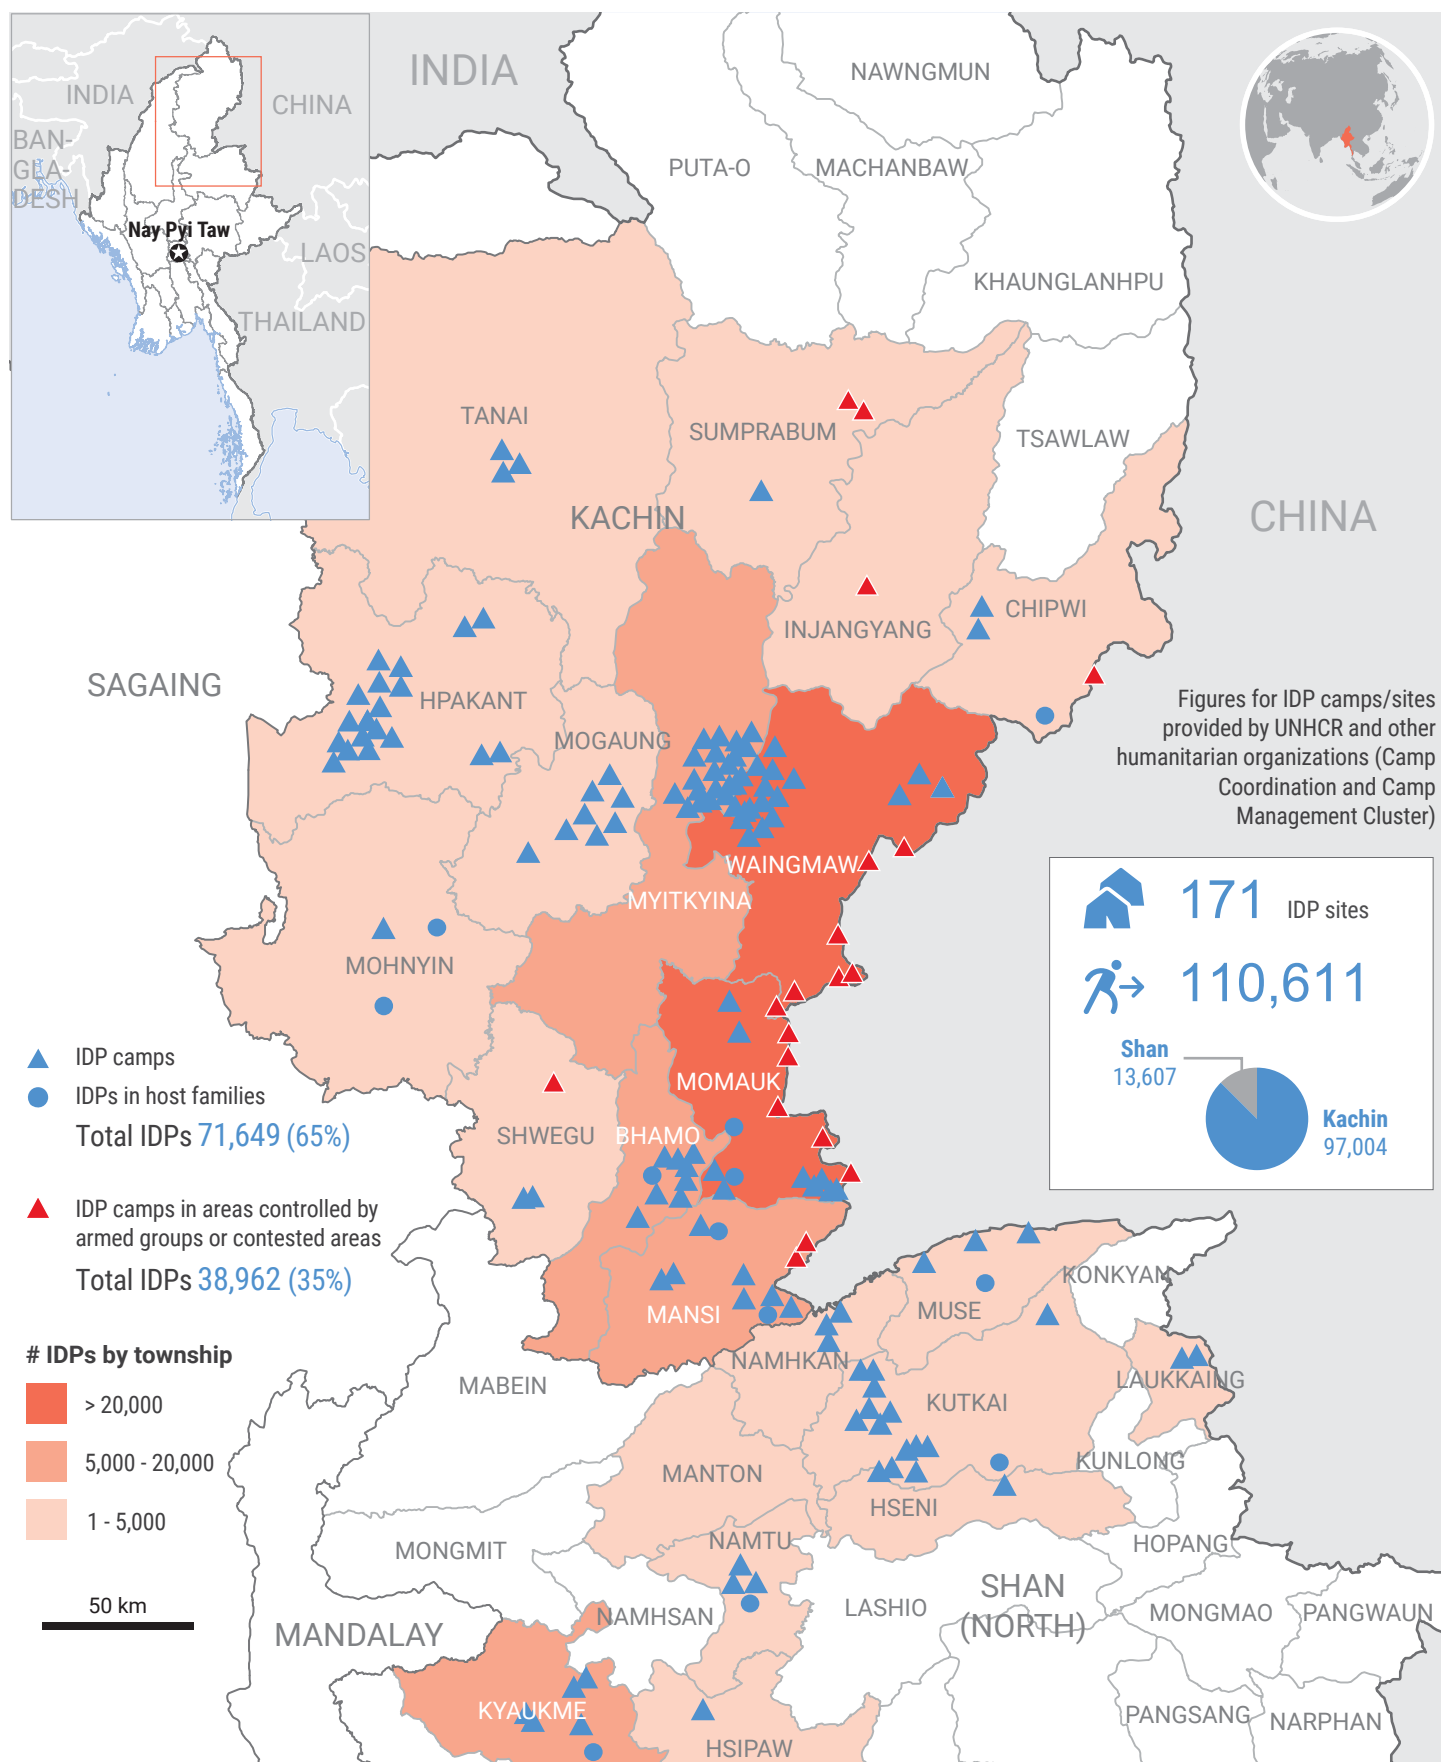 INDIA
CHINA
BAN-
GLA-
DESH
Nay Pyi Taw
LAOS
THAILAND
INDIA
NAWNGMUN
PUTA-O
MACHANBAW
KHAUNGLANHPU
TANAI
SUMPRABUM
TSAWLAW
KACHIN
CHINA
CHIPWI
INJANGYANG
SAGAING
HPAKANT
MOGAUNG
Figures for IDP camps/sites
provided by UNHCR and other
humanitarian organizations (Camp
Coordination and Camp
Management Cluster)
WAINGMAW
MYITKYINA
MOHNYIN
171 IDP sites
110,611
Shan
13,607
Kachin
97,004
IDP camps
IDPs in host families
Total IDPs 71,649 (65%)
IDP camps in areas controlled by
armed groups or contested areas
Total IDPs 38,962 (35%)
MOMAUK
SHWEGU
BHAMO
KONKYAN
MUSE
MANSI
NAMHKAN
LAUKKAING
MABEIN
KUTKAI
# IDPs by township
> 20,000
5,000 - 20,000
1 - 5,000
50 km
KUNLONG
MANTON
HSENI
NAMTU
HOPANG
MONGMIT
SHAN
(NORTH)
LASHIO
NAMHSAN
MONGMAO
PANGWAUN
MANDALAY
KYAUKME
PANGSANG
NARPHAN
HSIPAW